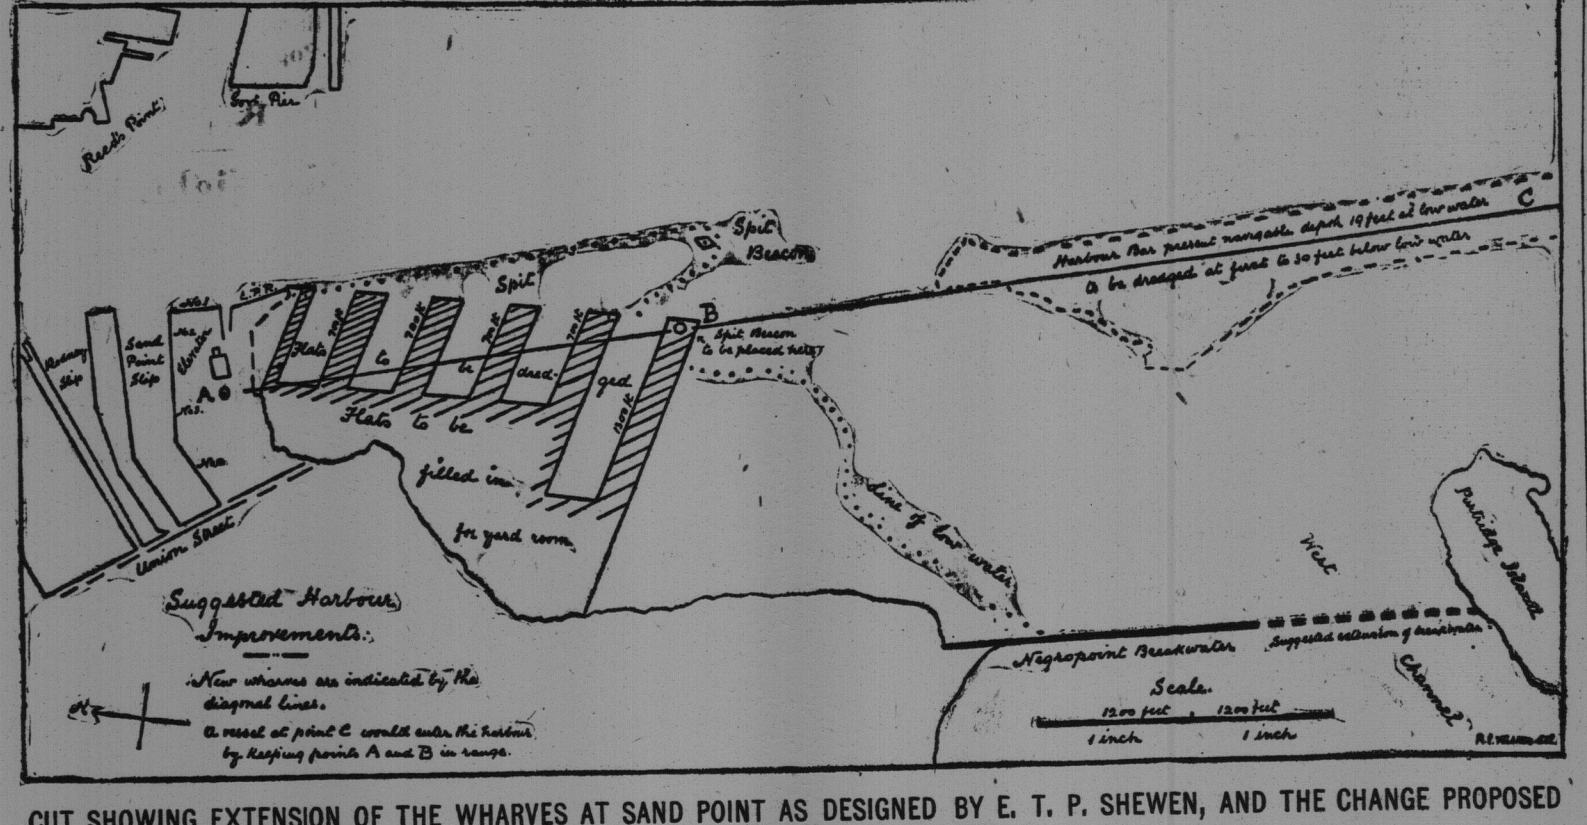 Reed's Point
Govt Pier
Spit
Beacon
Spit
C
Harbour Bar present navigable depth 19 feet at low water
to be dredged at first to 30 feet below low water
C.P.R.
No.1
No.2
Elevator
No.3.
Rodney
Slip
Sand
Point
Slip
A
B
Spit Beacon
to be placed here
Flats to be dred- ged
Flats to be
filled in
for yard room
Union Street
Line of low water
West
Channel
Partridge Island
Negropoint Breakwater
Suggested extension of breakwater
Suggested Harbour
Improvements.
New wharves are indicated by the
diagonal lines.
A vessel at point C would enter the harbour
by keeping points A and B in range.
Scale.
1200 feet 1200 feet
1 inch 1 inch
CUT SHOWING EXTENSION OF THE WHARVES AT SAND POINT AS DESIGNED BY E. T. P. SHEWEN, AND THE CHANGE PROPOSED